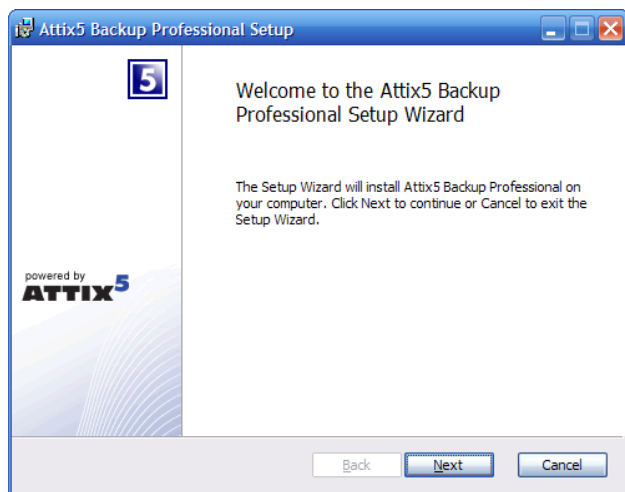 Attix5 Backup Professional Setup
5
Welcome to the Attix5 Backup
Professional Setup Wizard
The Setup Wizard will install Attix5 Backup Professional on
your computer. Click Next to continue or Cancel to exit the
Setup Wizard.
powered by
ATTIX5
Back
Next
Cancel